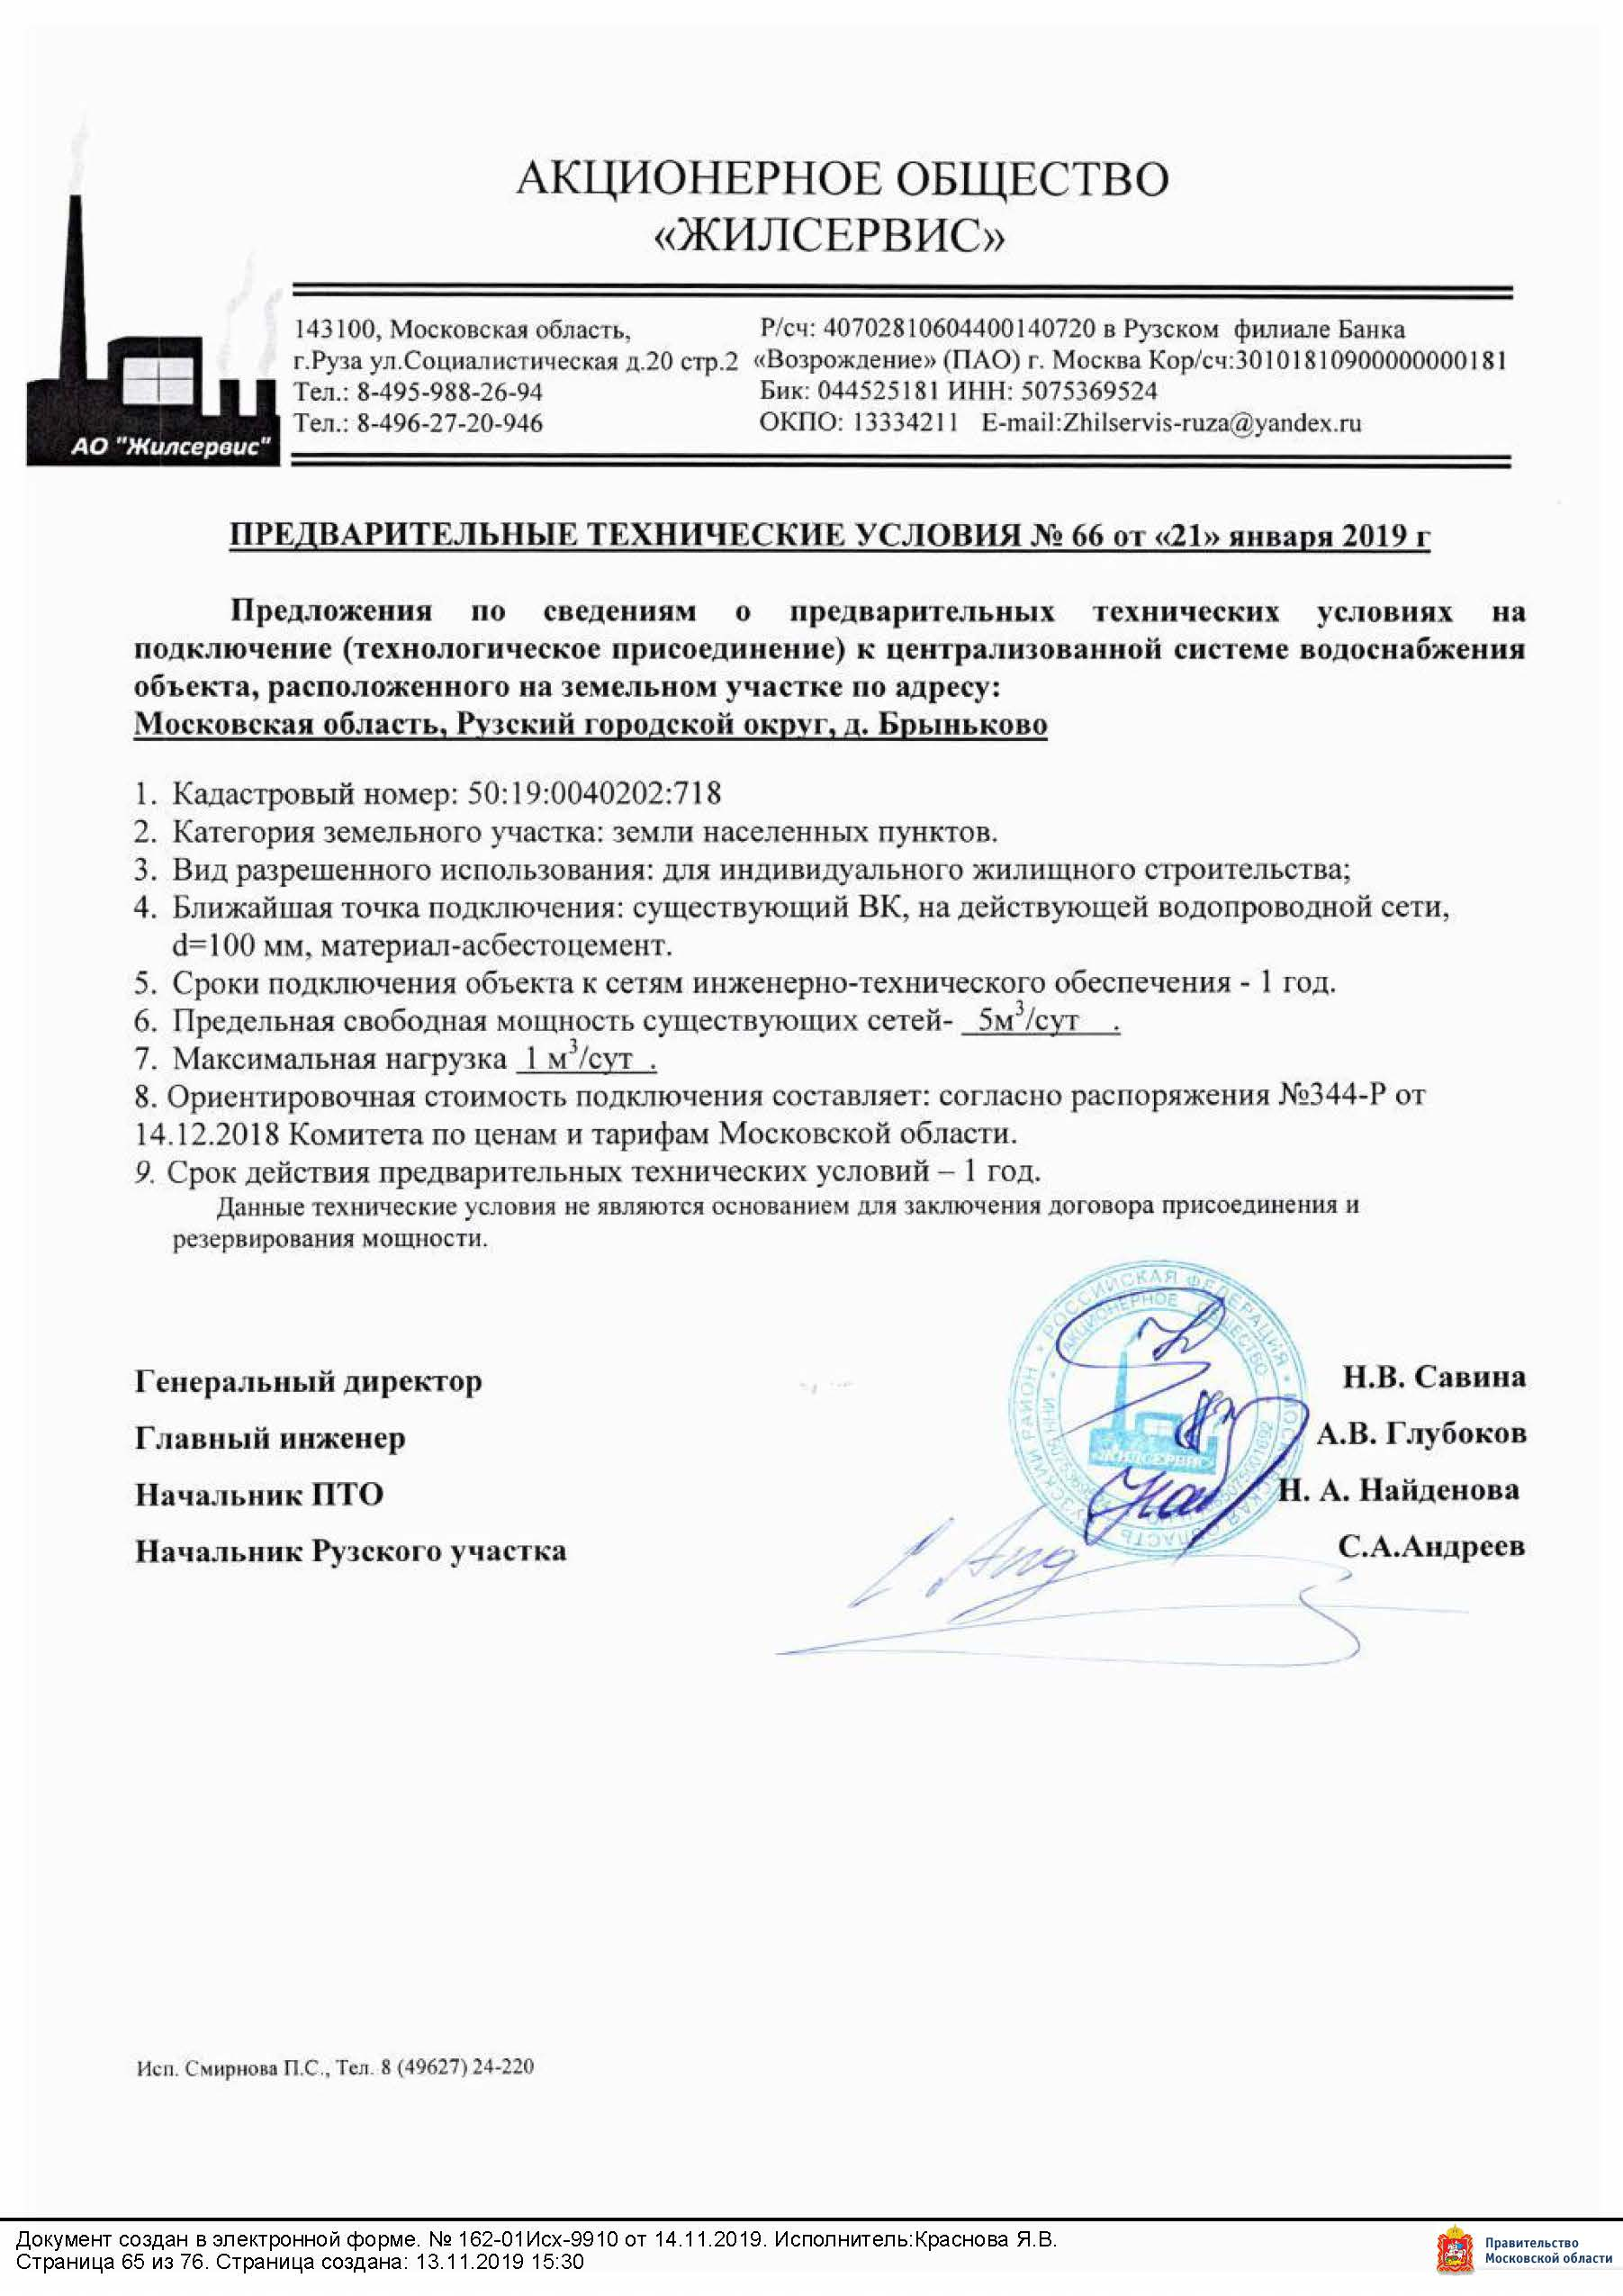 АКЦИОНЕРНОЕ ОБЩЕСТВО
«ЖИЛСЕРВИС»
143100, Московская область,
г.Руза ул.Социалистическая д.20 стр.2
Тел.: 8-495-988-26-94
Тел.: 8-496-27-20-946
Р/сч: 40702810604400140720 в Рузском филиале Банка
«Возрождение» (ПАО) г. Москва Кор/сч:30101810900000000181
Бик: 044525181 ИНН: 5075369524
ОКПО: 13334211 E-mail:Zhilservis-ruza@yandex.ru
АО "Жилсервис"
ПРЕДВАРИТЕЛЬНЫЕ ТЕХНИЧЕСКИЕ УСЛОВИЯ № 66 от «21» января 2019 г
Предложения по сведениям о предварительных технических условиях на
подключение (технологическое присоединение) к централизованной системе водоснабжения
объекта, расположенного на земельном участке по адресу:
Московская область, Рузский городской округ, д. Брыньково
1. Кадастровый номер: 50:19:0040202:718
2. Категория земельного участка: земли населенных пунктов.
3. Вид разрешенного использования: для индивидуального жилищного строительства;
4. Ближайшая точка подключения: существующий ВК, на действующей водопроводной сети,
d=100 мм, материал-асбестоцемент.
5. Сроки подключения объекта к сетям инженерно-технического обеспечения - 1 год.
6. Предельная свободная мощность существующих сетей- 5м³/сут .
7. Максимальная нагрузка 1 м³/сут .
8. Ориентировочная стоимость подключения составляет: согласно распоряжения №344-Р от
14.12.2018 Комитета по ценам и тарифам Московской области.
9. Срок действия предварительных технических условий – 1 год.
Данные технические условия не являются основанием для заключения договора присоединения и
резервирования мощности.
РОССИЙСКАЯ ФЕДЕРАЦИЯ * МОСКОВСКАЯ ОБЛАСТЬ
АКЦИОНЕРНОЕ ОБЩЕСТВО
«ЖИЛСЕРВИС»
Генеральный директор Н.В. Савина
Главный инженер А.В. Глубоков
Начальник ПТО Н. А. Найденова
Начальник Рузского участка С.А.Андреев
Исп. Смирнова П.С., Тел. 8 (49627) 24-220
Документ создан в электронной форме. № 162-01Исх-9910 от 14.11.2019. Исполнитель:Краснова Я.В.
Страница 65 из 76. Страница создана: 13.11.2019 15:30
Правительство
Московской области